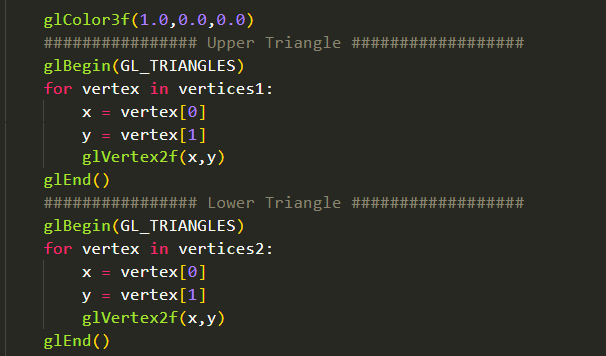 glColor3f(1.0,0.0,0.0)
################ Upper Triangle ##################
glBegin(GL_TRIANGLES)
for vertex in vertices1:
    x = vertex[0]
    y = vertex[1]
    glVertex2f(x,y)
glEnd()
################ Lower Triangle ##################
glBegin(GL_TRIANGLES)
for vertex in vertices2:
    x = vertex[0]
    y = vertex[1]
    glVertex2f(x,y)
glEnd()